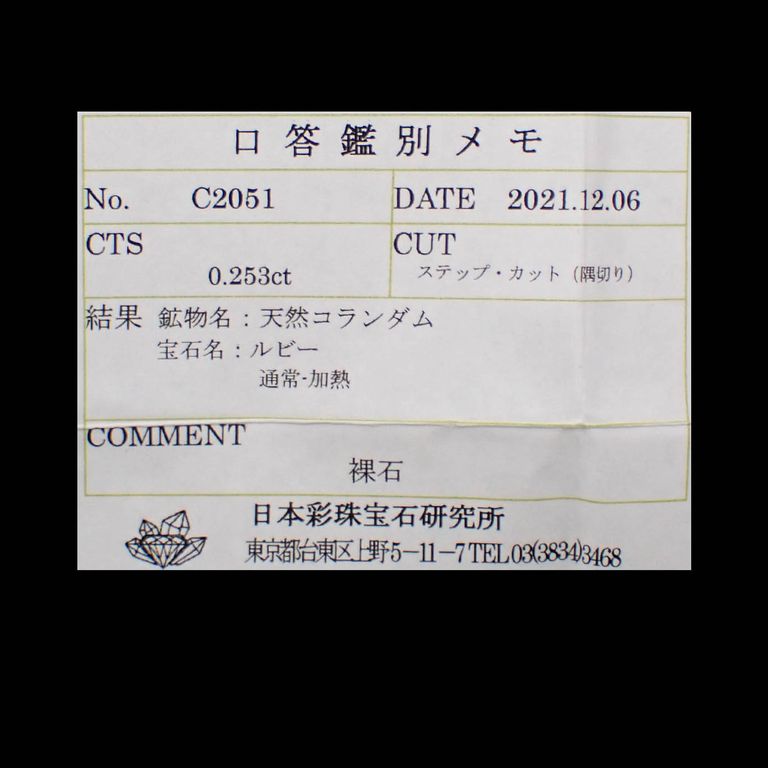 口答鑑別メモ
No. C2051 DATE 2021.12.06
CTS CUT
0.253ct ステップ・カット（隅切り）
結果 鉱物名：天然コランダム
宝石名：ルビー
通常-加熱
COMMENT
裸石
日本彩珠宝石研究所
東京都台東区上野5-11-7 TEL 03(3834)3468